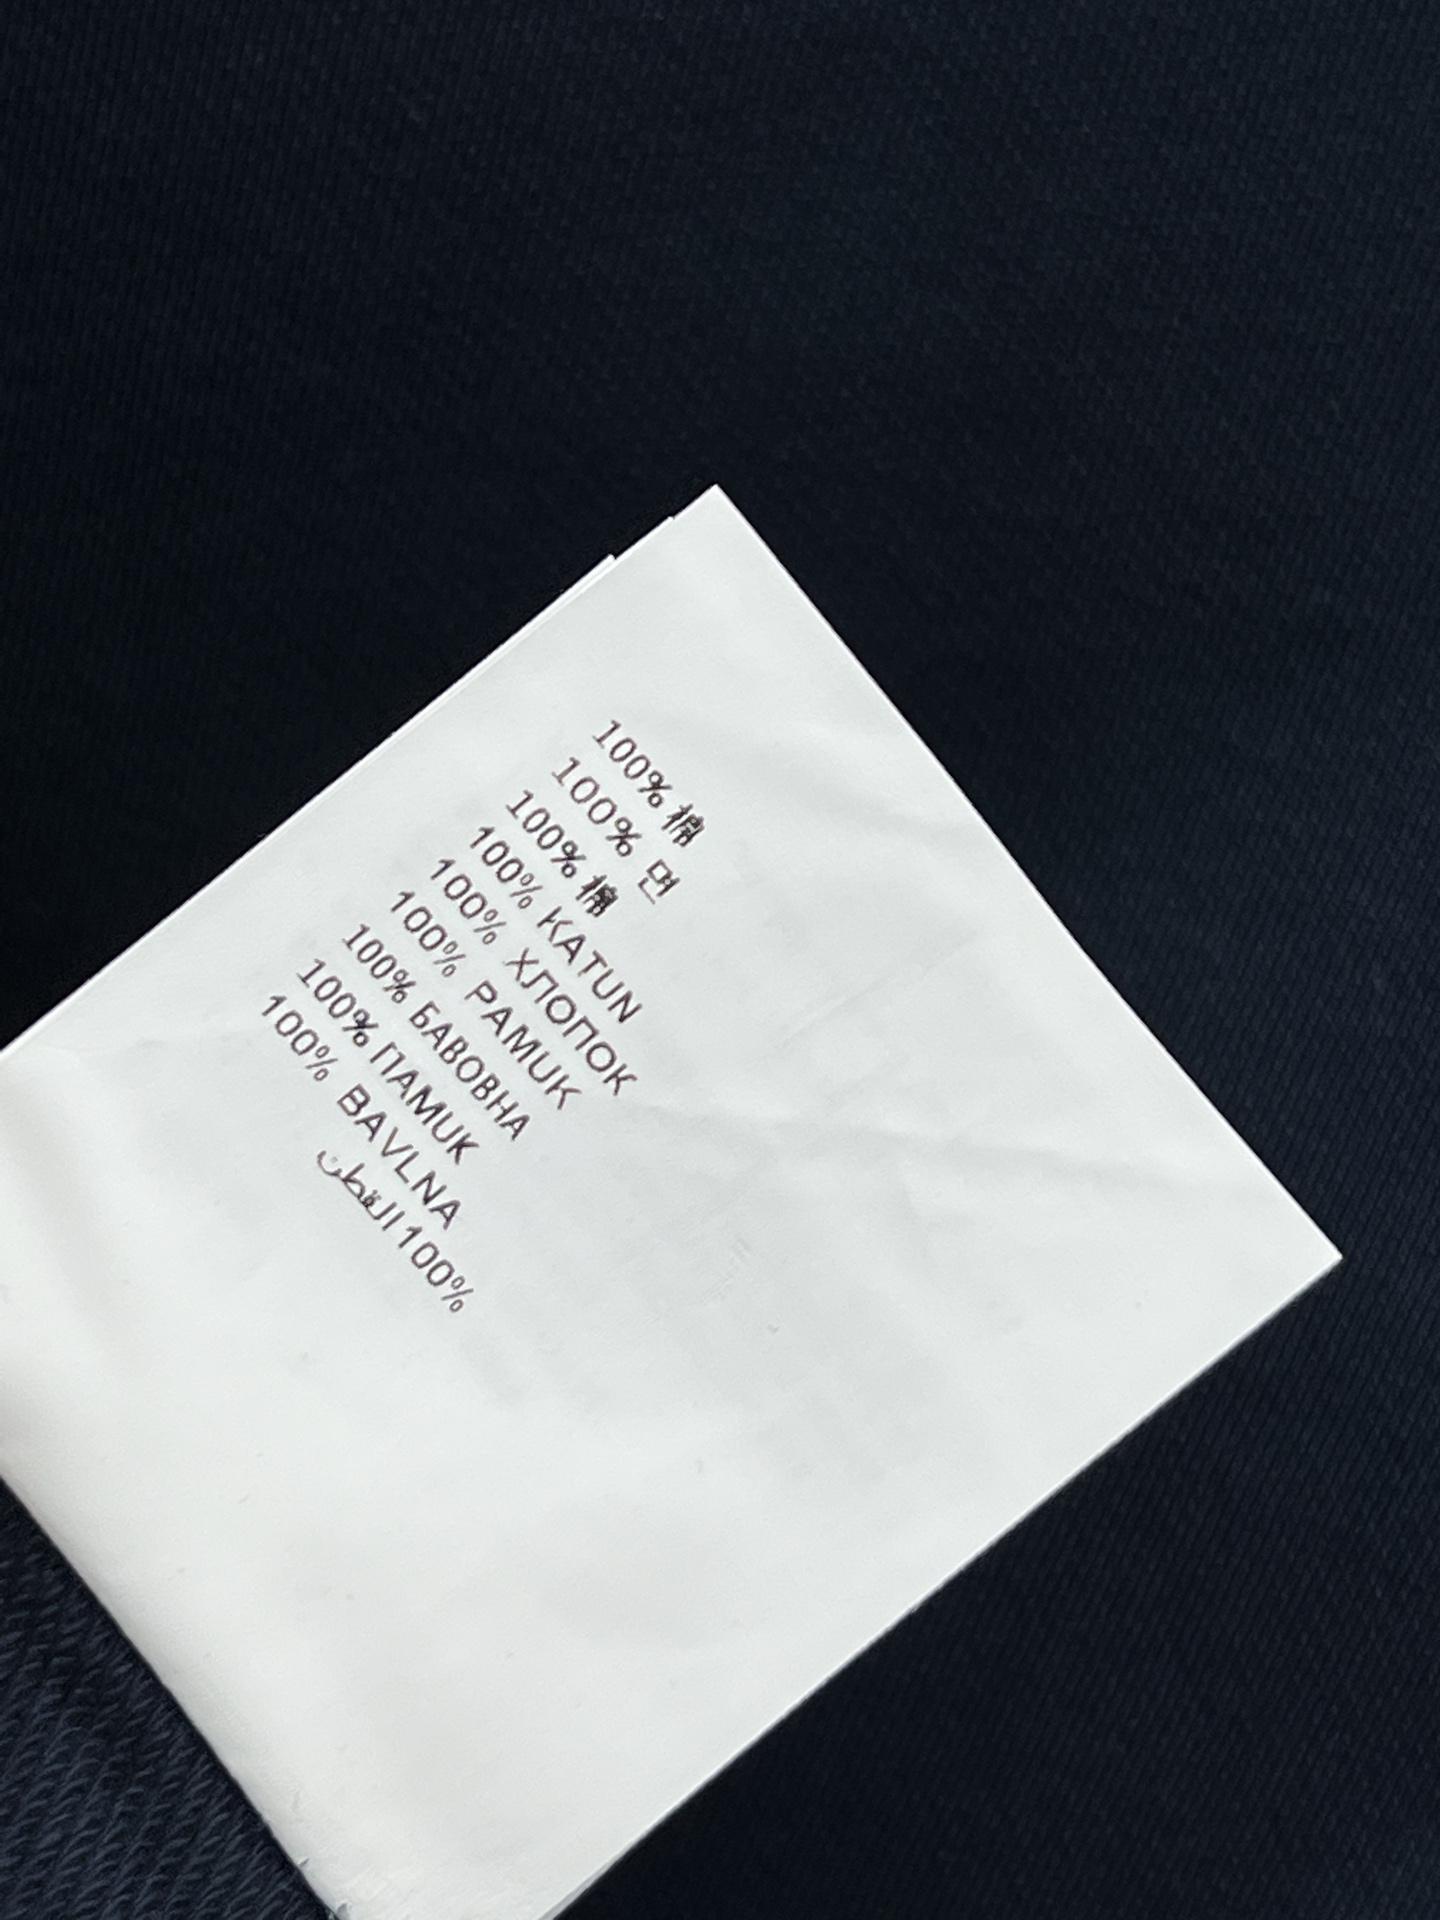 100% 棉
100% 면
100% 棉
100% KATUN
100% ХЛОПОК
100% PAMUK
100% БАВОВНА
100% ПАМУК
100% BAVLNA
100% القطن